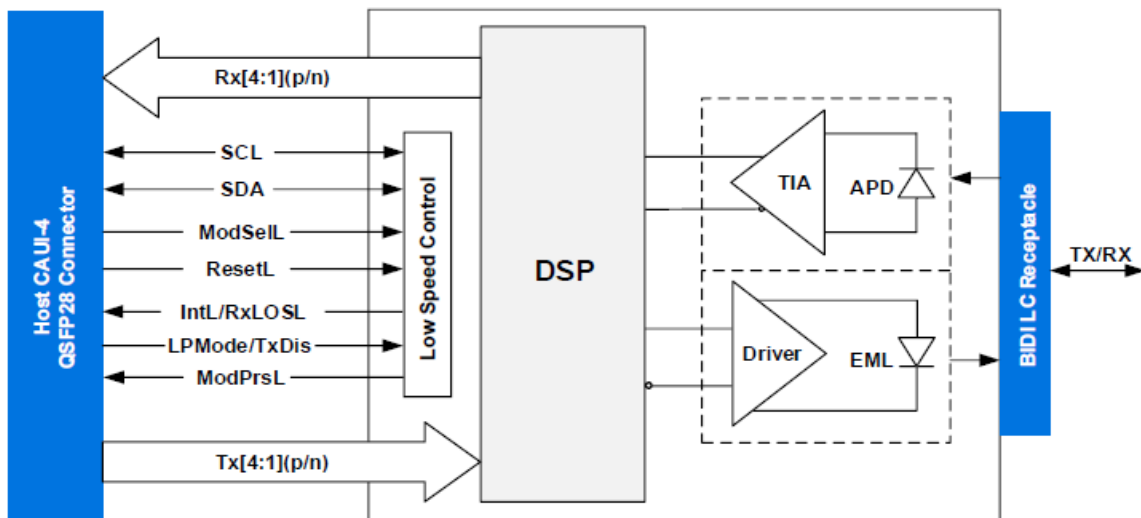 Host CAUI-4
QSFP28 Connector
Rx[4:1](p/n)
SCL
SDA
ModSelL
ResetL
IntL/RxLOSL
LPMode/TxDis
ModPrsL
Tx[4:1](p/n)
Low Speed Control
DSP
TIA
APD
Driver
EML
BIDI LC Receptacle
TX/RX